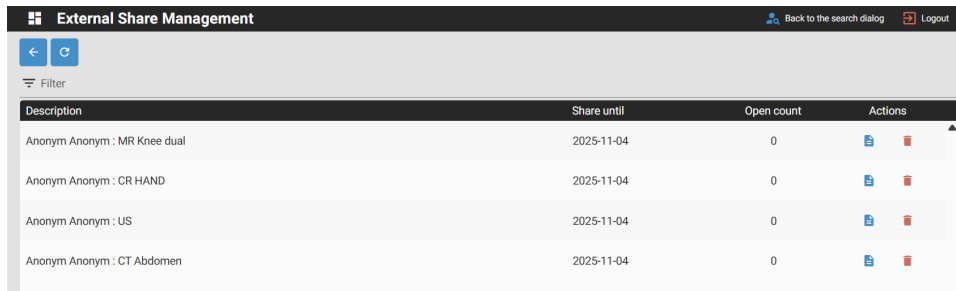 External Share Management Back to the search dialog Logout
Filter
Description Share until Open count Actions
Anonym Anonym : MR Knee dual 2025-11-04 0
Anonym Anonym : CR HAND 2025-11-04 0
Anonym Anonym : US 2025-11-04 0
Anonym Anonym : CT Abdomen 2025-11-04 0